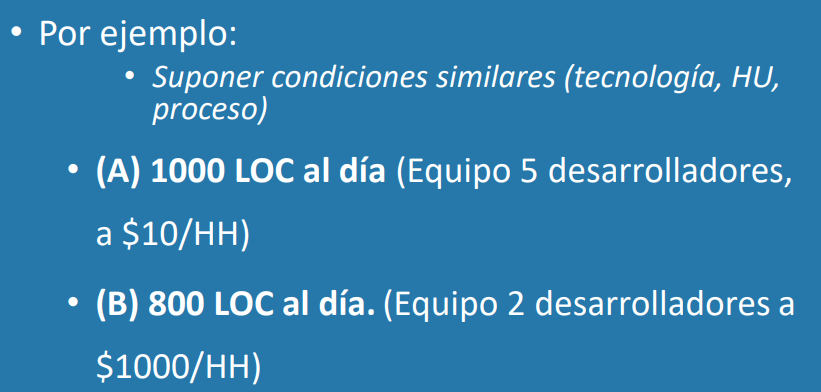 • Por ejemplo:
• Suponer condiciones similares (tecnología, HU,
proceso)
• (A) 1000 LOC al día (Equipo 5 desarrolladores,
a $10/HH)
• (B) 800 LOC al día. (Equipo 2 desarrolladores a
$1000/HH)